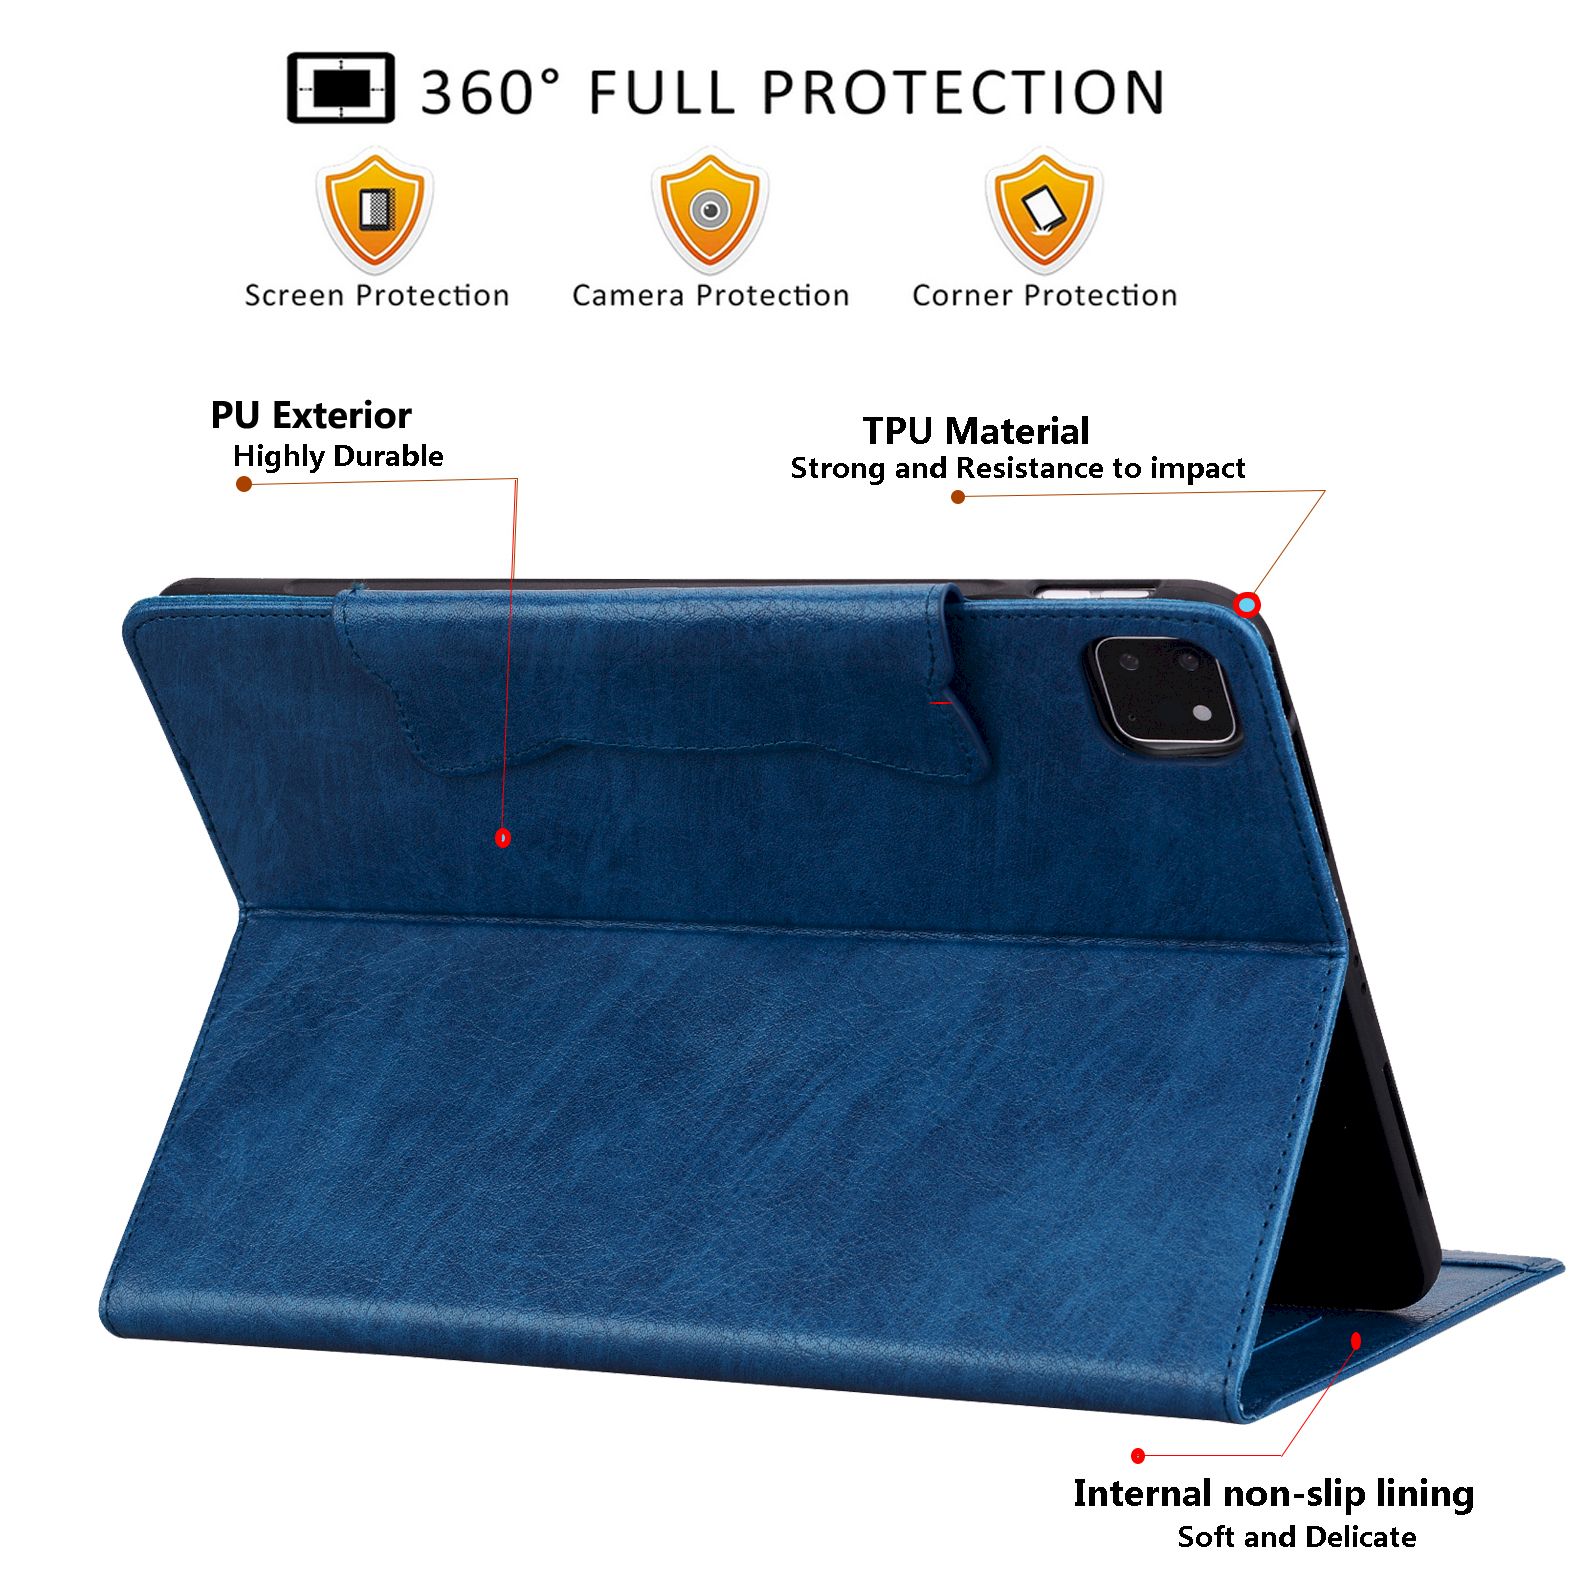 360° FULL PROTECTION
Screen Protection
Camera Protection
Corner Protection
PU Exterior
Highly Durable
TPU Material
Strong and Resistance to impact
Internal non-slip lining
Soft and Delicate